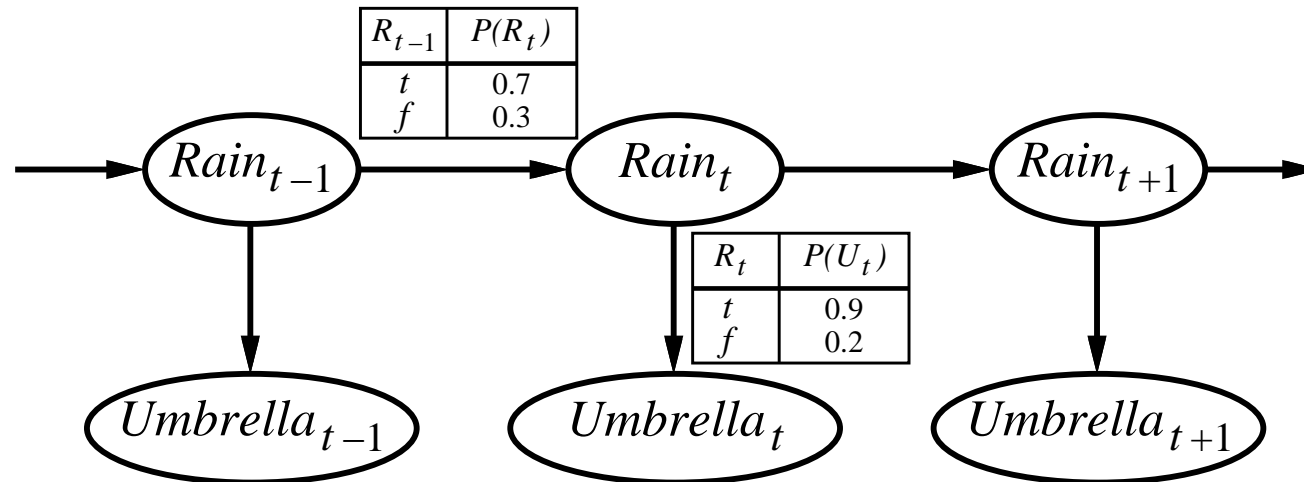 R_{t-1} P(R_t)
t 0.7
f 0.3
Rain_{t-1} Rain_t Rain_{t+1}
R_t P(U_t)
t 0.9
f 0.2
Umbrella_{t-1} Umbrella_t Umbrella_{t+1}